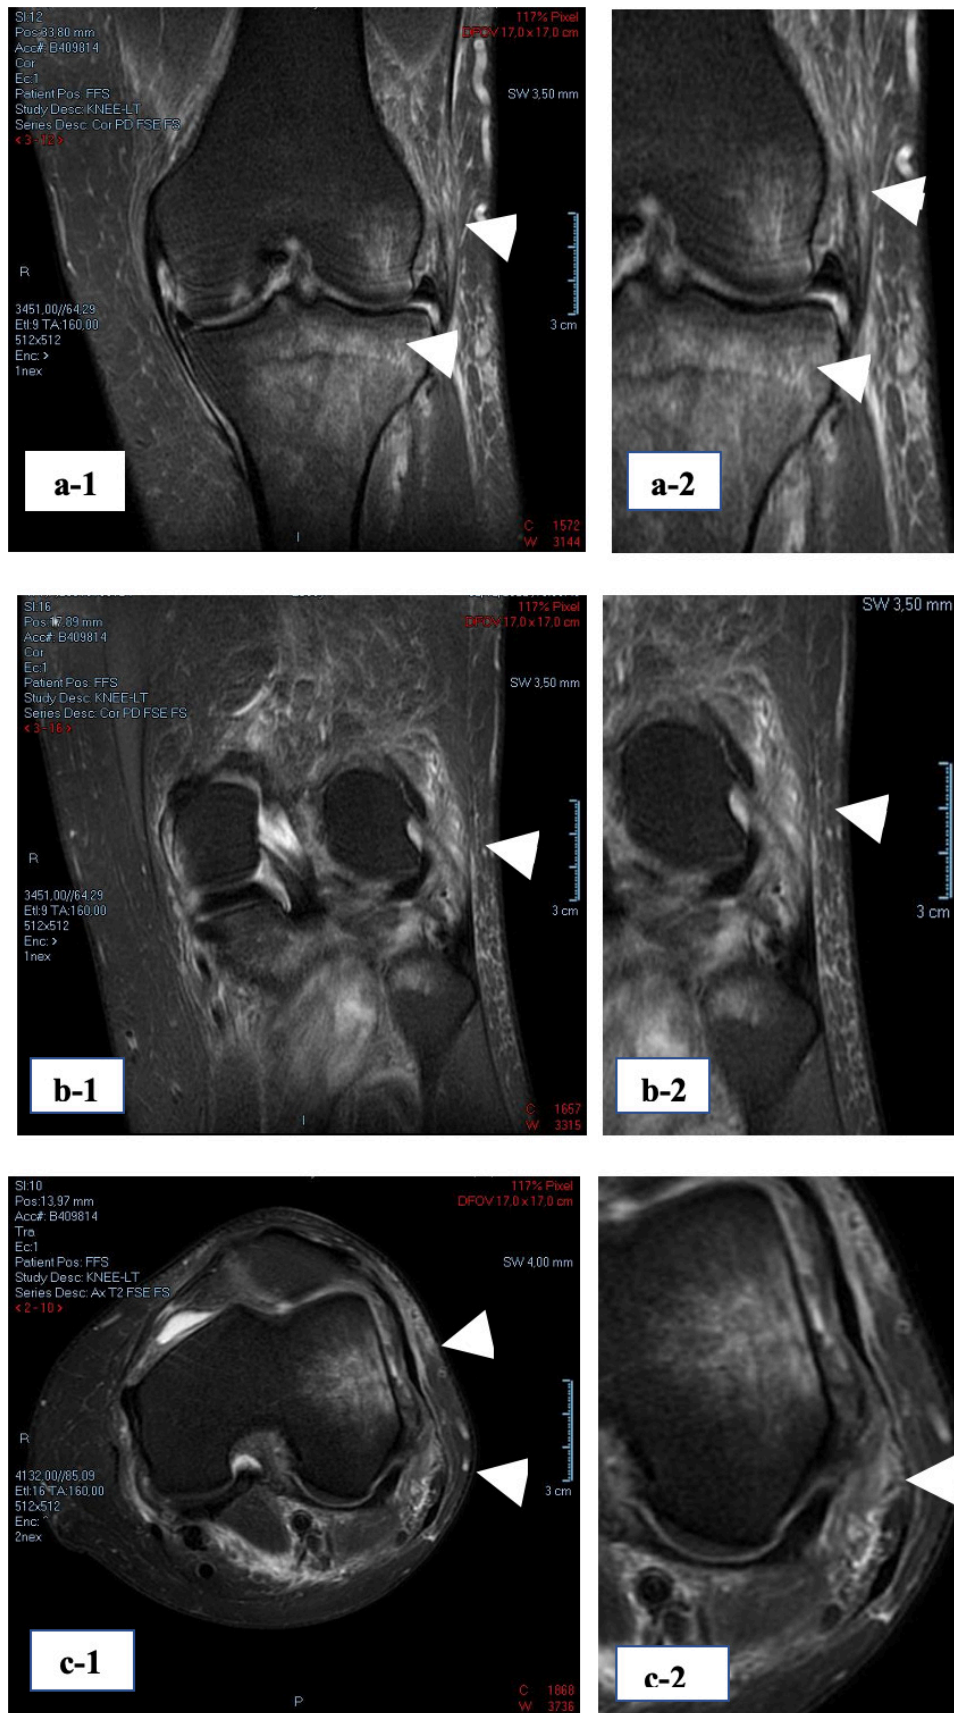 SI:12
117% Pixel
Pos:33,80 mm
DFOV 17,0 x 17,0 cm
Acc#: B409814
Cor
Ec:1
Patient Pos: FFS
SW 3,50 mm
Study Desc: KNEE-LT
Series Desc: Cor PD FSE FS
< 3 - 12 >
R
3451,00//64,29
Etl:9 TA:160,00
512x512
Enc: >
1nex
3 cm
a-1
I
C 1572
W 3144
a-2
SI:16
117% Pixel
Pos:17,89 mm
DFOV 17,0 x 17,0 cm
Acc#: B409814
Cor
Ec:1
Patient Pos: FFS
SW 3,50 mm
Study Desc: KNEE-LT
Series Desc: Cor PD FSE FS
< 3 - 16 >
R
3451,00//64,29
Etl:9 TA:160,00
512x512
Enc: >
1nex
3 cm
b-1
I
C 1657
W 3315
SW 3,50 mm
3 cm
b-2
SI:10
117% Pixel
Pos:13,97 mm
DFOV 17,0 x 17,0 cm
Acc#: B409814
Tra
Ec:1
Patient Pos: FFS
SW 4,00 mm
Study Desc: KNEE-LT
Series Desc: Ax T2 FSE FS
< 2 - 10 >
R
4132,00//85,09
Etl:16 TA:160,00
512x512
Enc: ^
2nex
3 cm
c-1
P
C 1868
W 3736
c-2